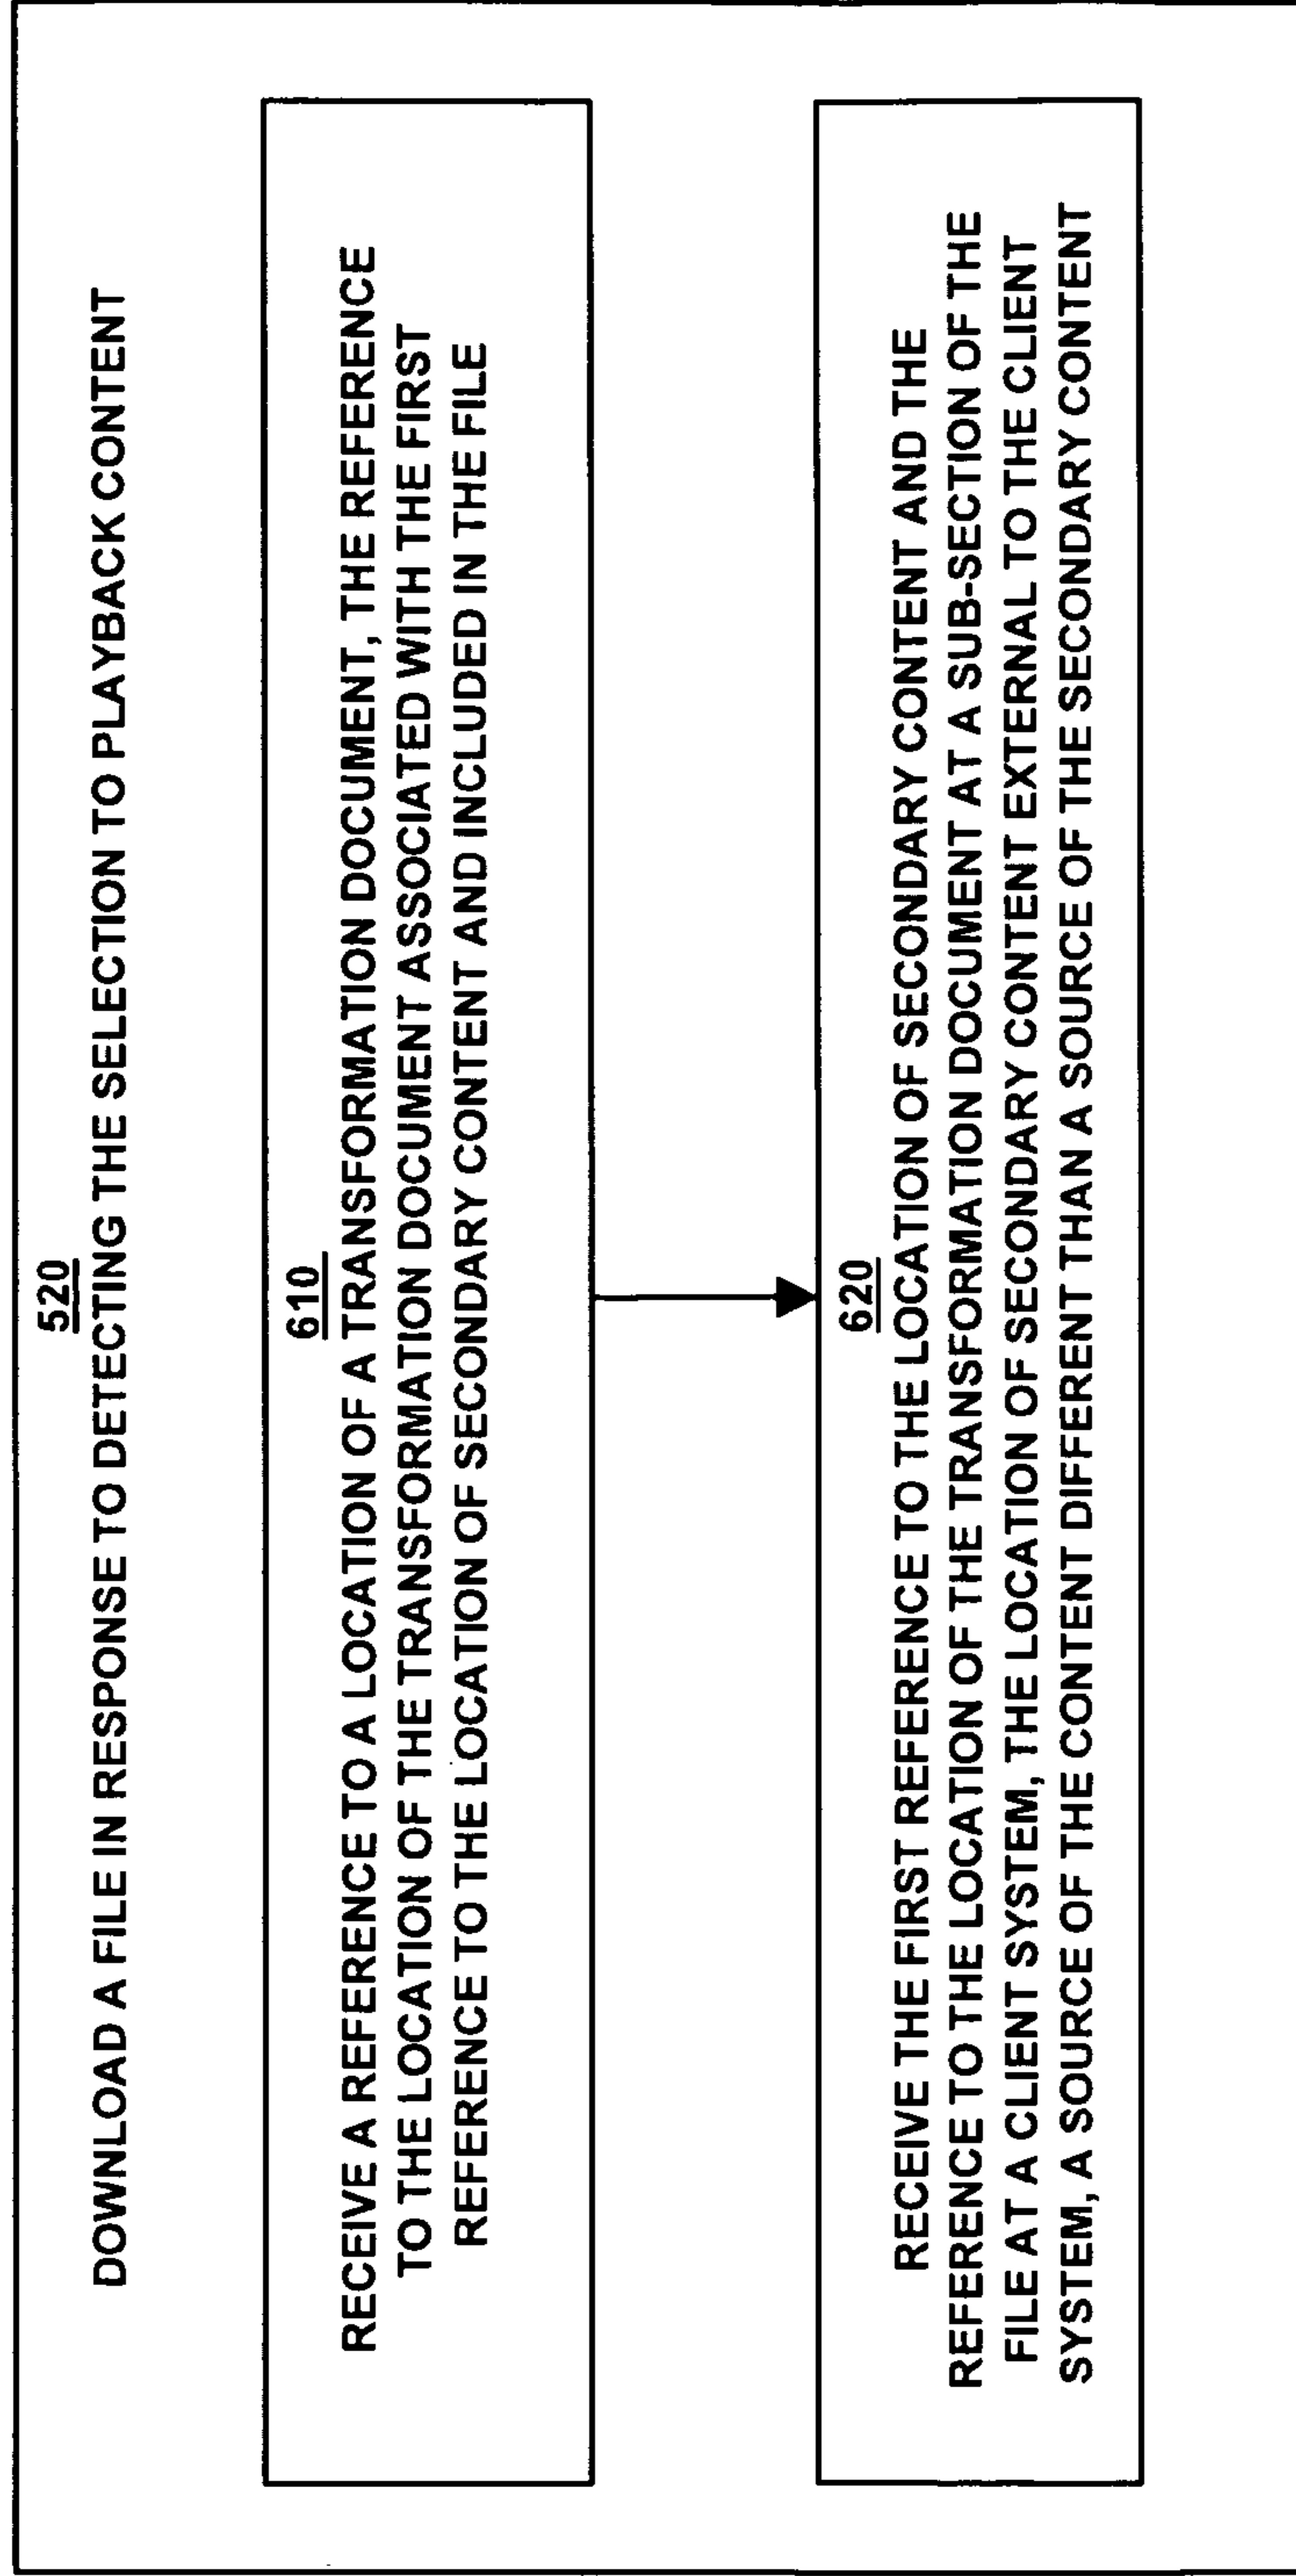 520
DOWNLOAD A FILE IN RESPONSE TO DETECTING THE SELECTION TO PLAYBACK CONTENT
610
RECEIVE A REFERENCE TO A LOCATION OF A TRANSFORMATION DOCUMENT, THE REFERENCE
TO THE LOCATION OF THE TRANSFORMATION DOCUMENT ASSOCIATED WITH THE FIRST
REFERENCE TO THE LOCATION OF SECONDARY CONTENT AND INCLUDED IN THE FILE
620
RECEIVE THE FIRST REFERENCE TO THE LOCATION OF SECONDARY CONTENT AND THE
REFERENCE TO THE LOCATION OF THE TRANSFORMATION DOCUMENT AT A SUB-SECTION OF THE
FILE AT A CLIENT SYSTEM, THE LOCATION OF SECONDARY CONTENT EXTERNAL TO THE CLIENT
SYSTEM, A SOURCE OF THE CONTENT DIFFERENT THAN A SOURCE OF THE SECONDARY CONTENT